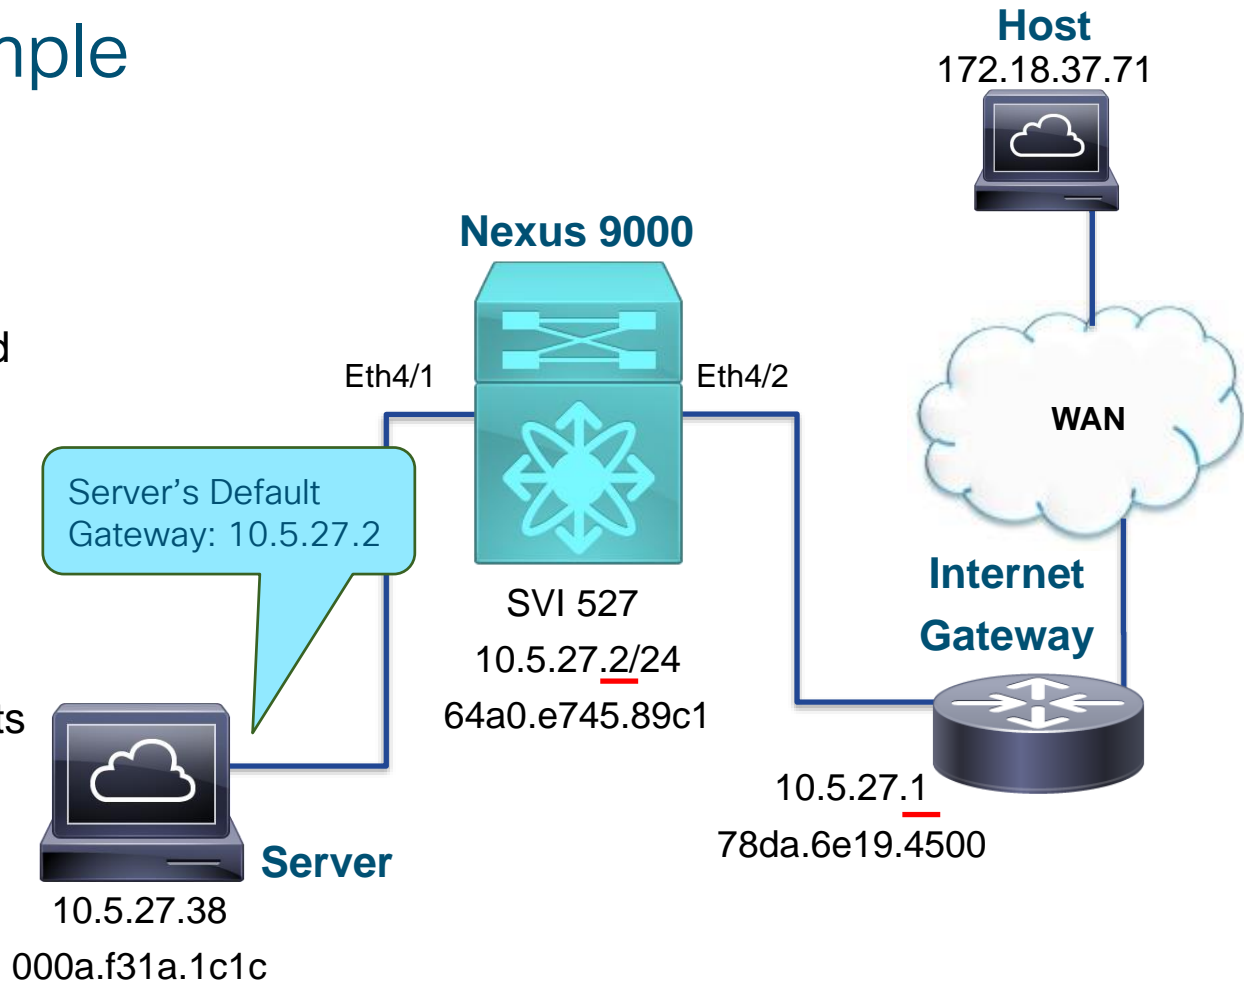 mple
Host
172.18.37.71
Nexus 9000
d
Eth4/1
Eth4/2
WAN
Server's Default
Gateway: 10.5.27.2
Internet
Gateway
SVI 527
10.5.27.2/24
64a0.e745.89c1
ts
10.5.27.1
78da.6e19.4500
Server
10.5.27.38
000a.f31a.1c1c